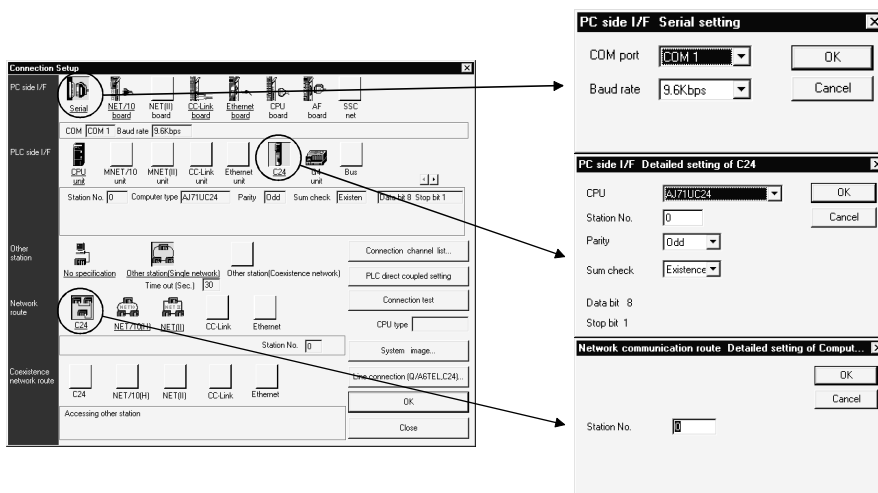 Connection Setup
PC side I/F
Serial
NET/10 board
NET(II) board
CC-Link board
Ethernet board
CPU board
AF board
SSC net
COM COM 1 Baud rate 9.6Kbps
PLC side I/F
CPU unit
MNET/10 unit
MNET(II) unit
CC-Link unit
Ethernet unit
C24
G4 unit
Bus
Station No. 0 Computer type AJ71UC24 Parity Odd Sum check Existen Data bit 8 Stop bit 1
Other station
No specification
Other station(Single network)
Other station(Coexistence network)
Time out (Sec.) 30
Network route
C24
NET/10(H)
NET(II)
CC-Link
Ethernet
Station No. 0
Coexistence network route
C24
NET/10(H)
NET(II)
CC-Link
Ethernet
Accessing other station
Connection channel list...
PLC direct coupled setting
Connection test
CPU type
System image...
Line connection (Q/A6TEL,C24)...
OK
Close
PC side I/F Serial setting
COM port COM 1
OK
Baud rate 9.6Kbps
Cancel
PC side I/F Detailed setting of C24
CPU AJ71UC24
OK
Station No. 0
Cancel
Parity Odd
Sum check Existence
Data bit 8
Stop bit 1
Network communication route Detailed setting of Comput...
OK
Cancel
Station No. 0